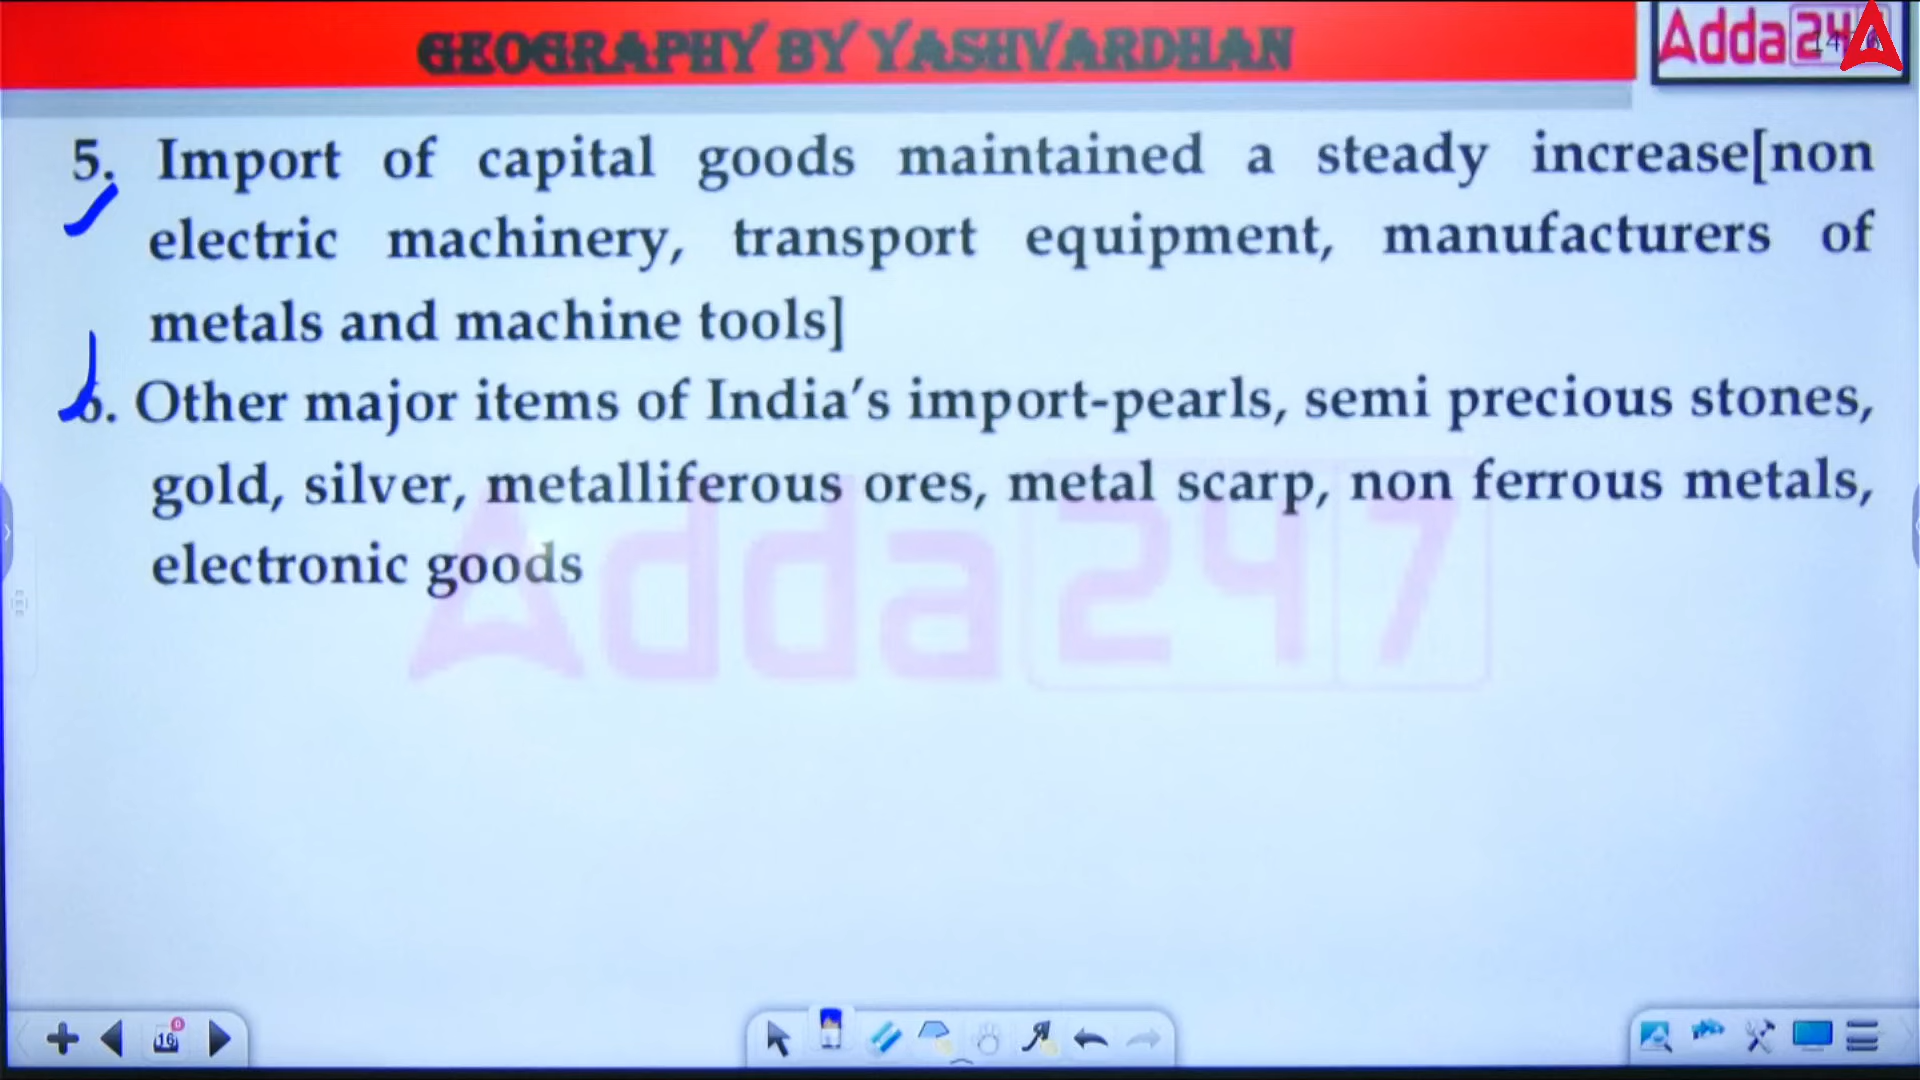 GEOGRAPHY BY YASHVARDHAN
Adda247
5. Import of capital goods maintained a steady increase[non
electric machinery, transport equipment, manufacturers of
metals and machine tools]
6. Other major items of India’s import-pearls, semi precious stones,
gold, silver, metalliferous ores, metal scarp, non ferrous metals,
electronic goods
Adda247
16
0